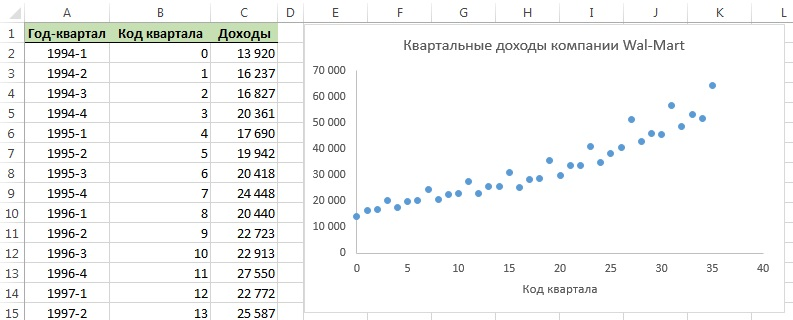 A B C D E F G H I J K L
1 Год-квартал Код квартала Доходы
2 1994-1 0 13 920
3 1994-2 1 16 237
4 1994-3 2 16 827
5 1994-4 3 20 361
6 1995-1 4 17 690
7 1995-2 5 19 942
8 1995-3 6 20 418
9 1995-4 7 24 448
10 1996-1 8 20 440
11 1996-2 9 22 723
12 1996-3 10 22 913
13 1996-4 11 27 550
14 1997-1 12 22 772
15 1997-2 13 25 587
Квартальные доходы компании Wal-Mart
70 000
60 000
50 000
40 000
30 000
20 000
10 000
0
0 5 10 15 20 25 30 35 40
Код квартала